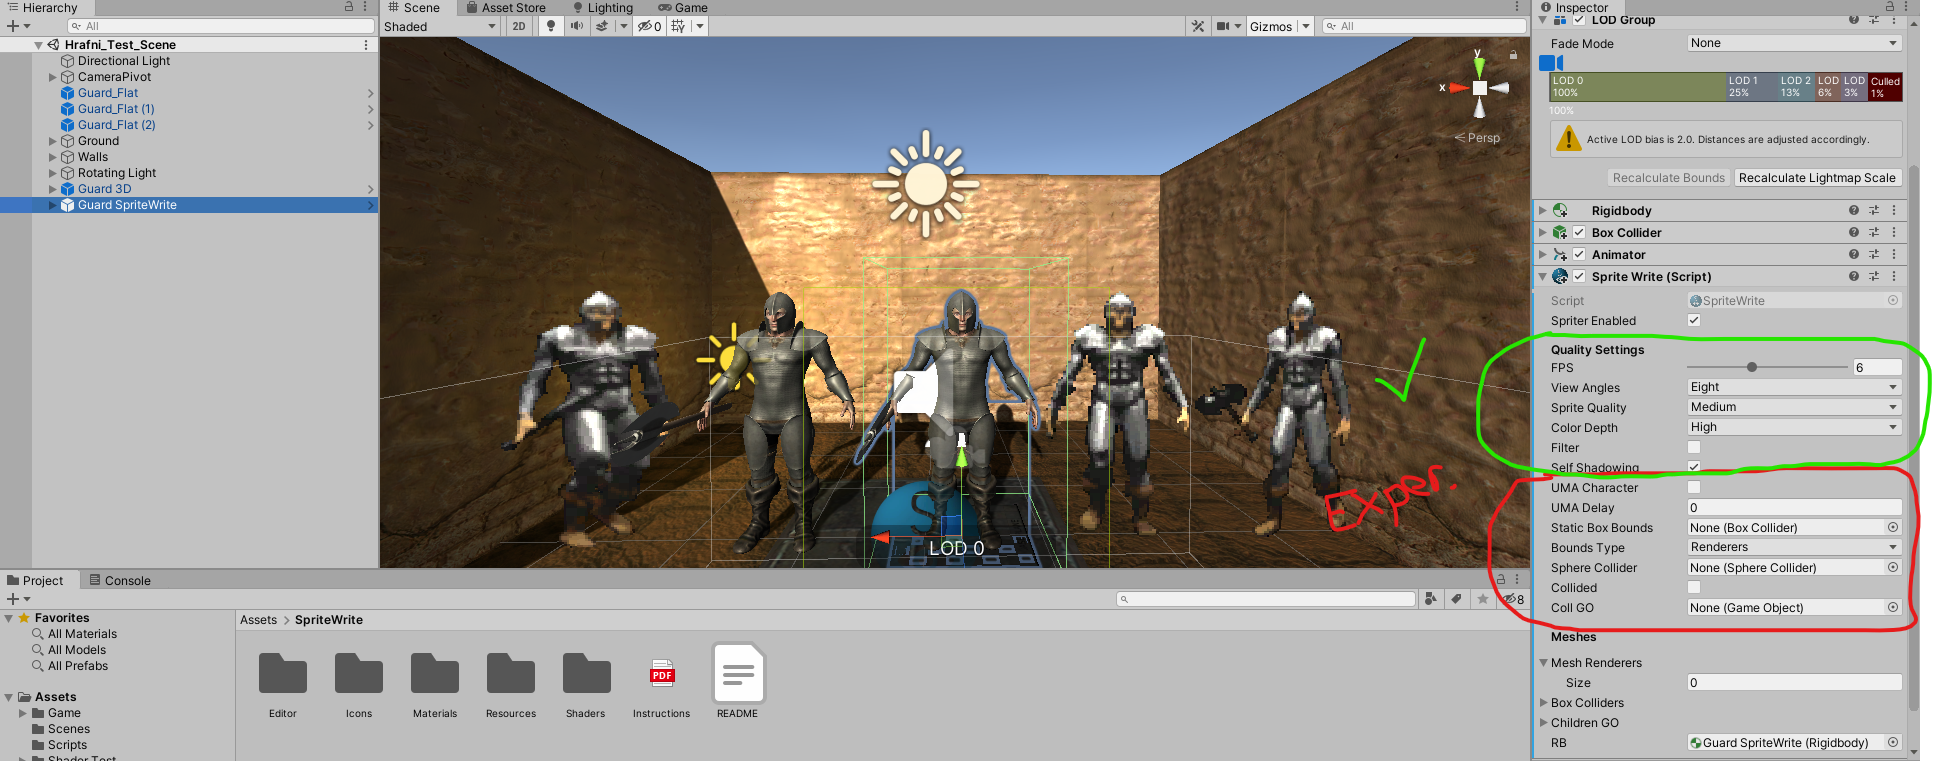 Hierarchy
All
Hrafni_Test_Scene
Directional Light
CameraPivot
Guard_Flat
Guard_Flat (1)
Guard_Flat (2)
Ground
Walls
Rotating Light
Guard 3D
Guard SpriteWrite
Scene
Asset Store
Lighting
Game
Shaded
2D
0
Gizmos
All
y
x
Persp
LOD 0
Exper.
Inspector
LOD Group
Fade Mode
None
LOD 0
100%
LOD 1
25%
LOD 2
13%
LOD
6%
LOD
3%
Culled
1%
100%
Active LOD bias is 2.0. Distances are adjusted accordingly.
Recalculate Bounds
Recalculate Lightmap Scale
Rigidbody
Box Collider
Animator
Sprite Write (Script)
Script
SpriteWrite
Spriter Enabled
Quality Settings
FPS
6
View Angles
Eight
Sprite Quality
Medium
Color Depth
High
Filter
Self Shadowing
UMA Character
UMA Delay
0
Static Box Bounds
None (Box Collider)
Bounds Type
Renderers
Sphere Collider
None (Sphere Collider)
Collided
Coll GO
None (Game Object)
Meshes
Mesh Renderers
Size
0
Box Colliders
Children GO
RB
Guard SpriteWrite (Rigidbody)
Project
Console
8
Favorites
All Materials
All Models
All Prefabs
Assets
Game
Scenes
Scripts
Shader Test
Assets > SpriteWrite
Editor
Icons
Materials
Resources
Shaders
PDF
Instructions
README